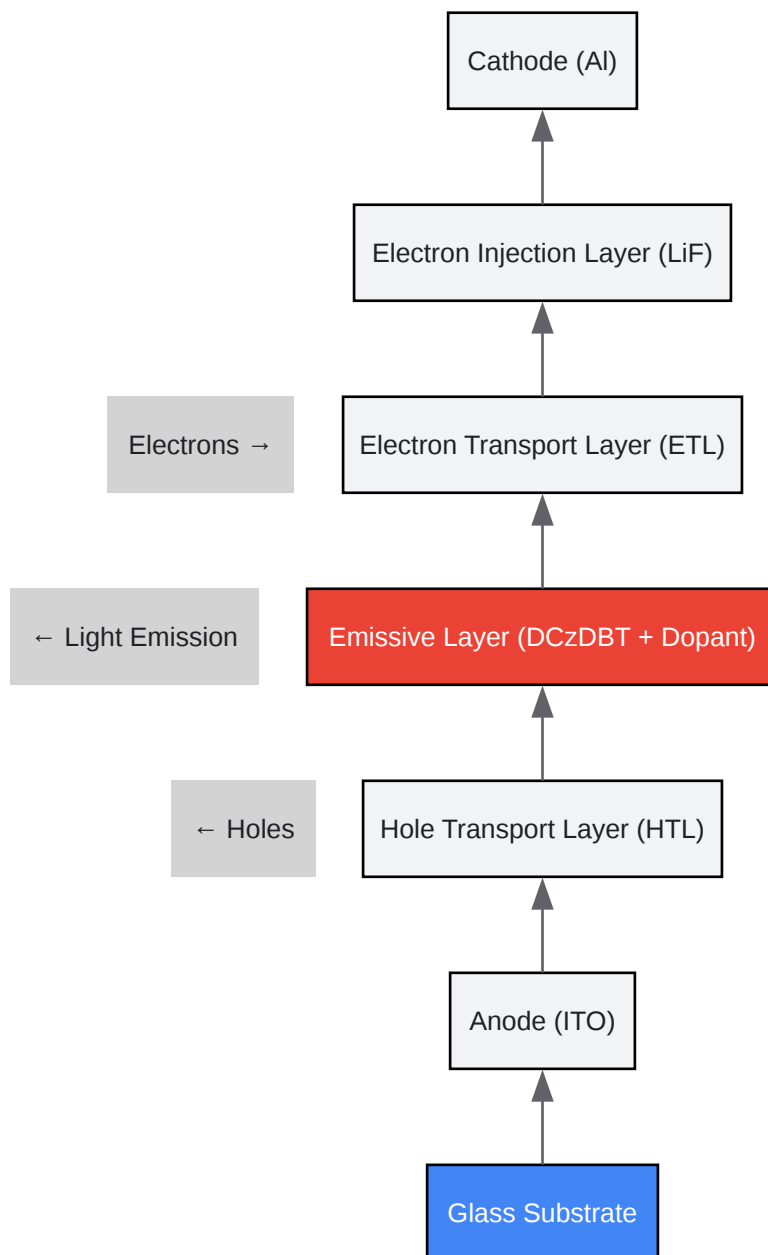 Cathode (Al)
Electron Injection Layer (LiF)
Electrons →
Electron Transport Layer (ETL)
← Light Emission
Emissive Layer (DCzDBT + Dopant)
← Holes
Hole Transport Layer (HTL)
Anode (ITO)
Glass Substrate